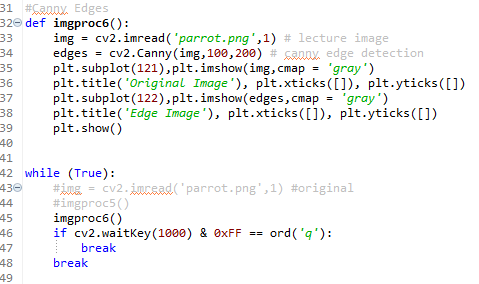 31 #Canny Edges
32 def imgproc6():
33     img = cv2.imread('parrot.png',1) # lecture image
34     edges = cv2.Canny(img,100,200) # canny edge detection
35     plt.subplot(121),plt.imshow(img,cmap = 'gray')
36     plt.title('Original Image'), plt.xticks([]), plt.yticks([])
37     plt.subplot(122),plt.imshow(edges,cmap = 'gray')
38     plt.title('Edge Image'), plt.xticks([]), plt.yticks([])
39     plt.show()
40
41
42 while (True):
43     #img = cv2.imread('parrot.png',1) #original
44     #imgproc5()
45     imgproc6()
46     if cv2.waitKey(1000) & 0xFF == ord('q'):
47         break
48     break
49